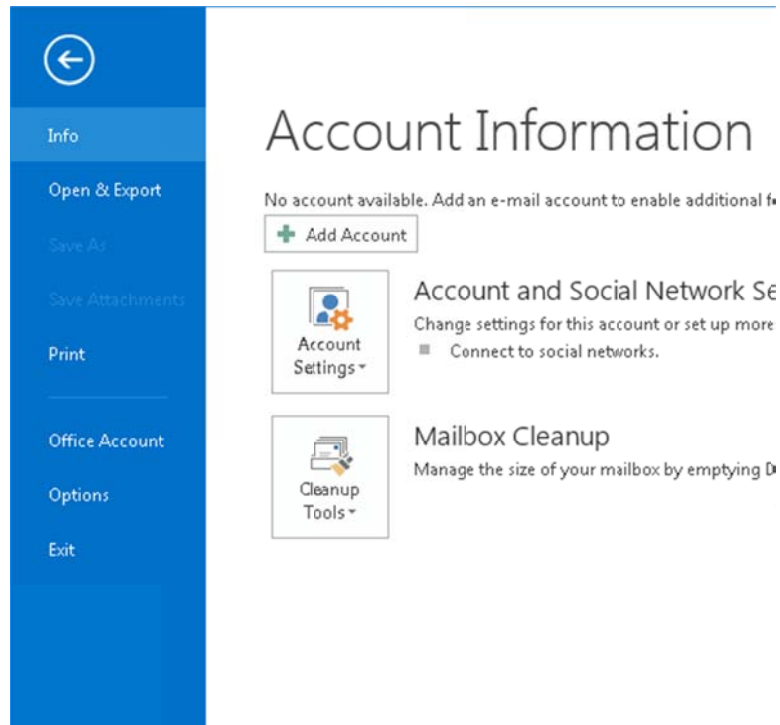 Info
Open & Export
Save As
Save Attachments
Print
Office Account
Options
Exit
Account Information
No account available. Add an e-mail account to enable additional
Add Account
Account
Settings
Account and Social Network
Change settings for this account or set up more
Connect to social networks.
Cleanup
Tools
Mailbox Cleanup
Manage the size of your mailbox by emptying